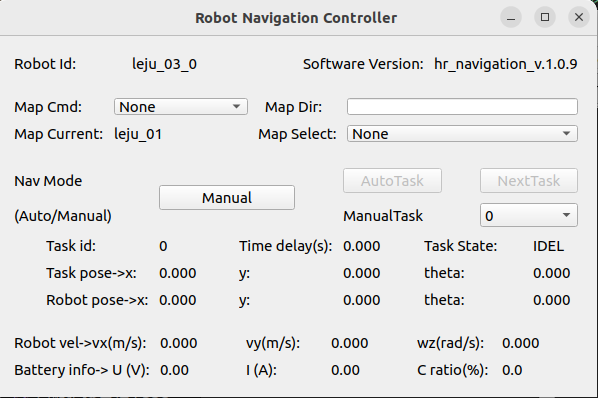 Robot Navigation Controller
Robot Id: leju_03_0 Software Version: hr_navigation_v.1.0.9
Map Cmd: None Map Dir:
Map Current: leju_01 Map Select: None
Nav Mode AutoTask NextTask
Manual
(Auto/Manual) ManualTask 0
Task id: 0 Time delay(s): 0.000 Task State: IDEL
Task pose->x: 0.000 y: 0.000 theta: 0.000
Robot pose->x: 0.000 y: 0.000 theta: 0.000
Robot vel->vx(m/s): 0.000 vy(m/s): 0.000 wz(rad/s): 0.000
Battery info-> U (V): 0.00 I (A): 0.00 C ratio(%): 0.0